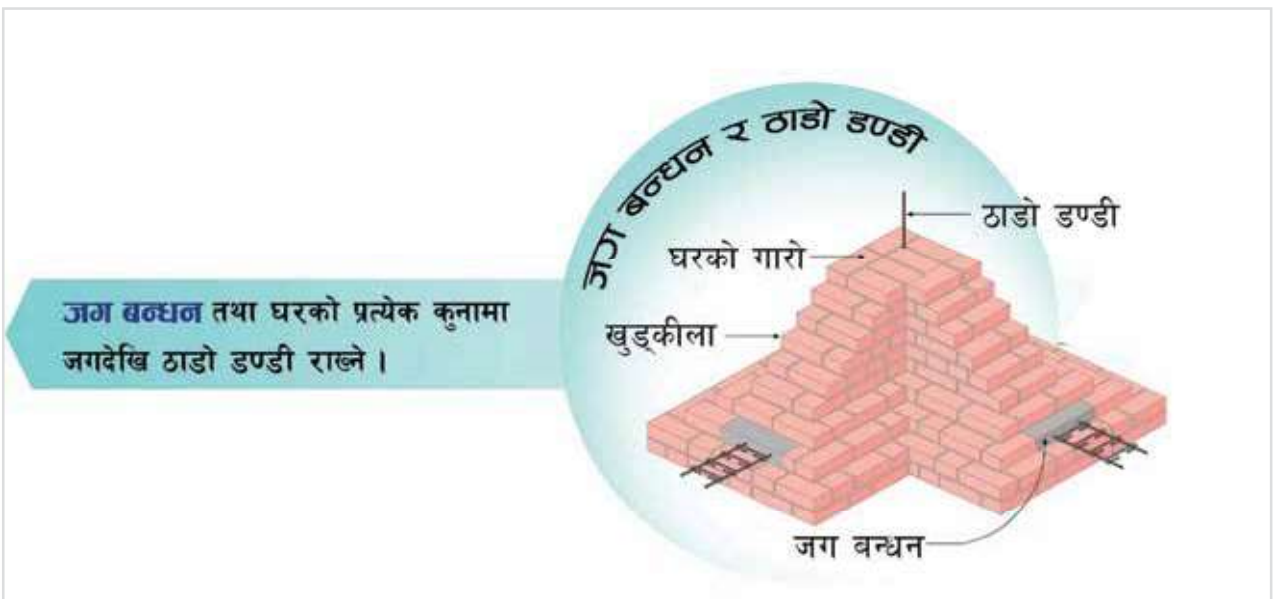 जग बन्धन र ठाडो डण्डी
ठाडो डण्डी
घरको गारो
खुड्कीला
जग बन्धन तथा घरको प्रत्येक कुनामा
जगदेखि ठाडो डण्डी राख्ने ।
जग बन्धन